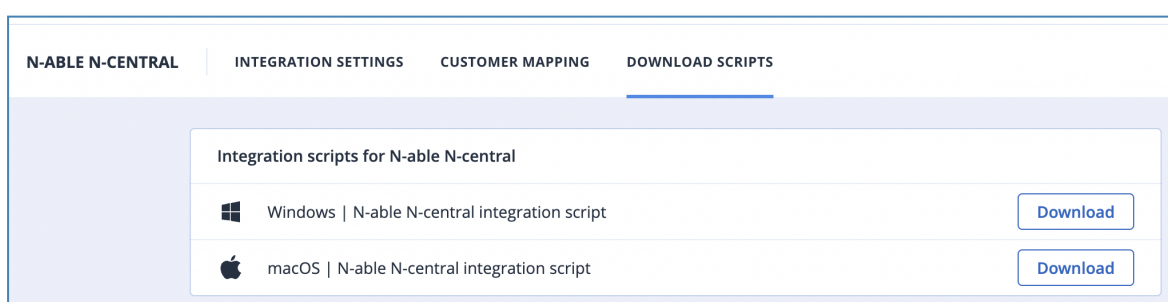 N-ABLE N-CENTRAL INTEGRATION SETTINGS CUSTOMER MAPPING DOWNLOAD SCRIPTS
Integration scripts for N-able N-central
Windows | N-able N-central integration script Download
macOS | N-able N-central integration script Download